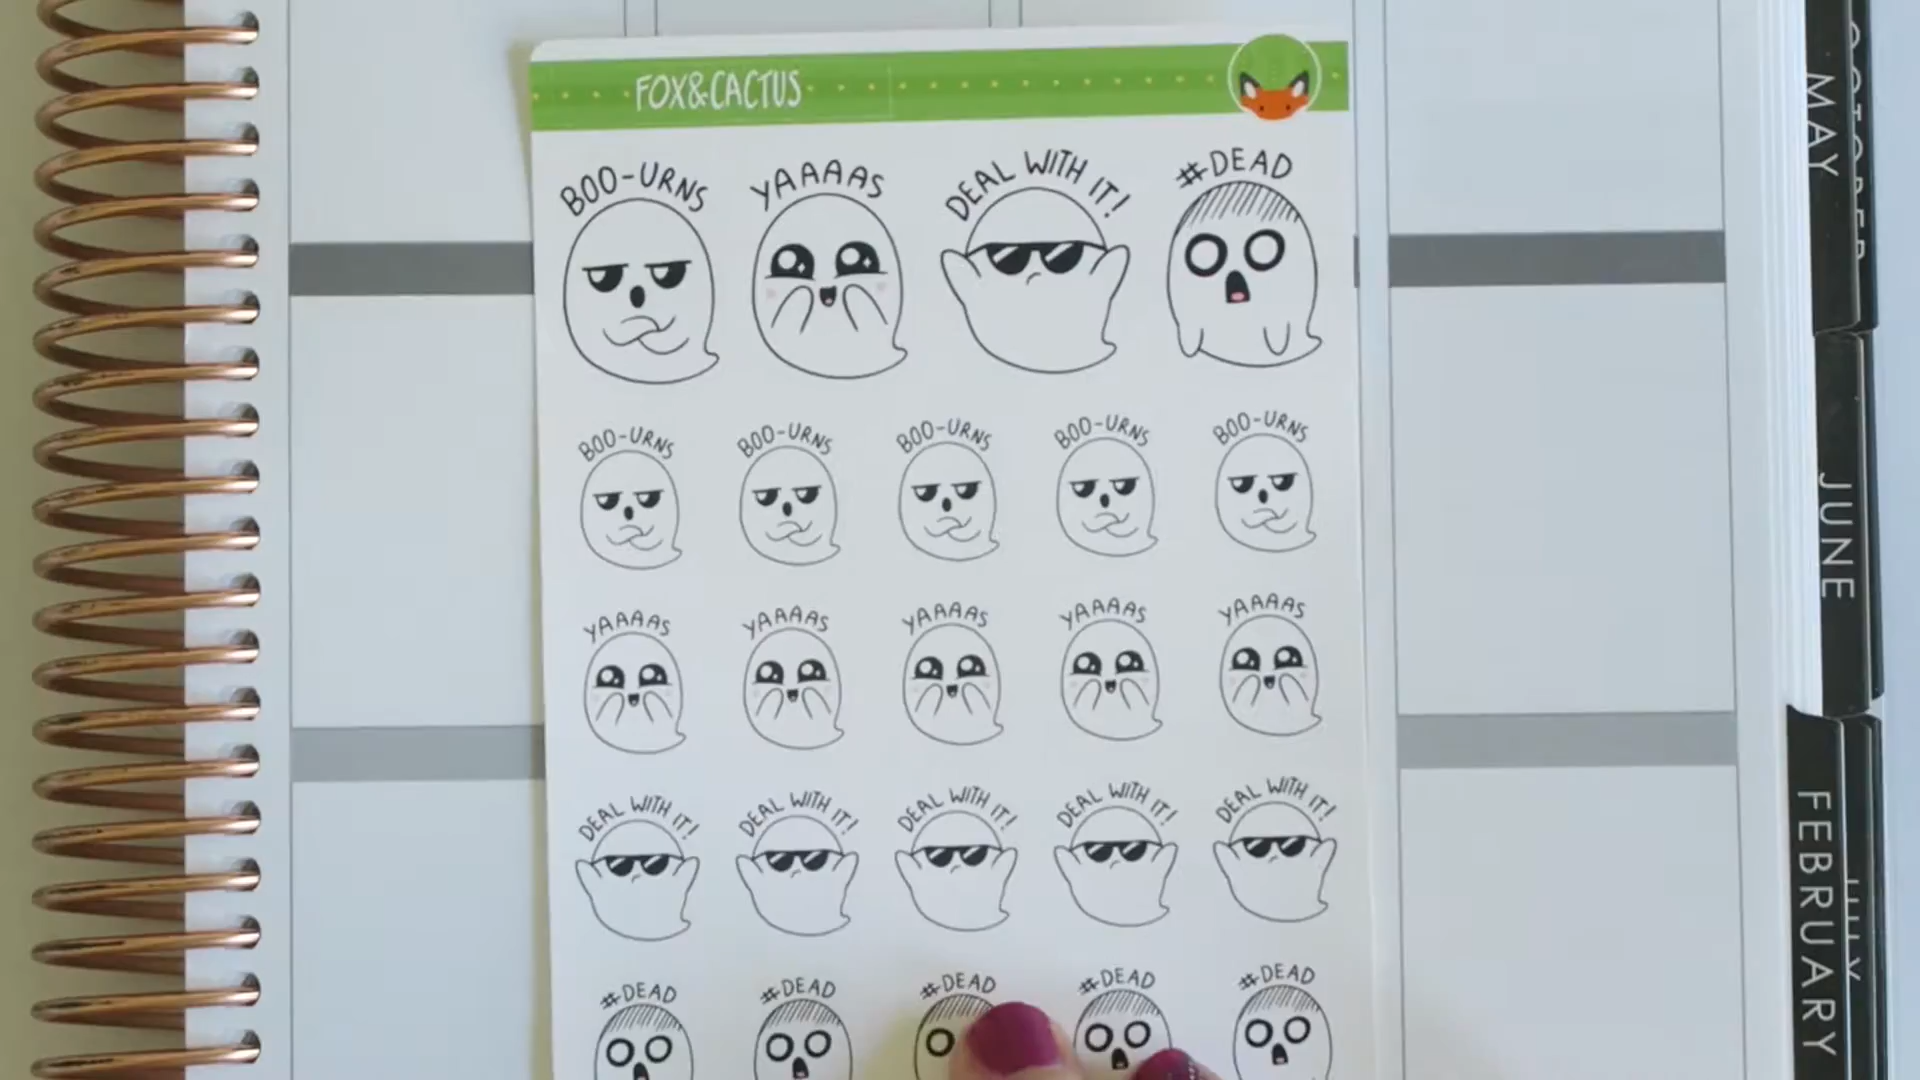 FOX&CACTUS
BOO-URNS
YAAAAS
DEAL WITH IT!
#DEAD
BOO-URNS
BOO-URNS
BOO-URNS
BOO-URNS
BOO-URNS
YAAAAS
YAAAAS
YAAAAS
YAAAAS
YAAAAS
DEAL WITH IT!
DEAL WITH IT!
DEAL WITH IT!
DEAL WITH IT!
DEAL WITH IT!
#DEAD
#DEAD
#DEAD
#DEAD
#DEAD
MAY
OCTOBER
JUNE
FEBRUARY
JULY